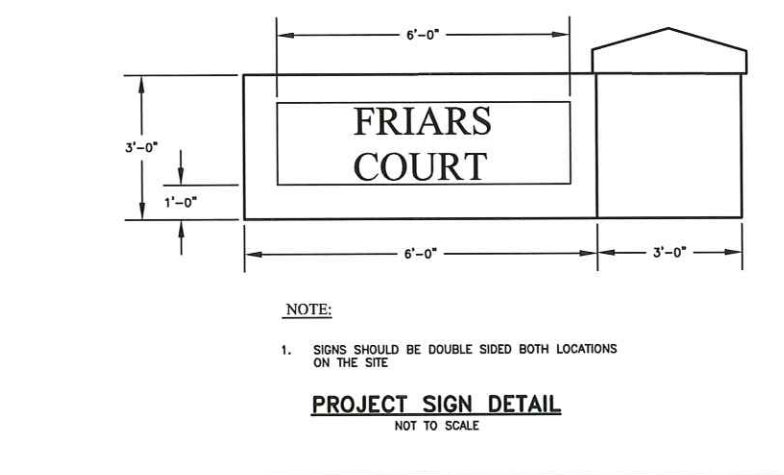 6'-0"
FRIARS
COURT
3'-0"
1'-0"
6'-0"
3'-0"
NOTE:
1. SIGNS SHOULD BE DOUBLE SIDED BOTH LOCATIONS
ON THE SITE
PROJECT SIGN DETAIL
NOT TO SCALE